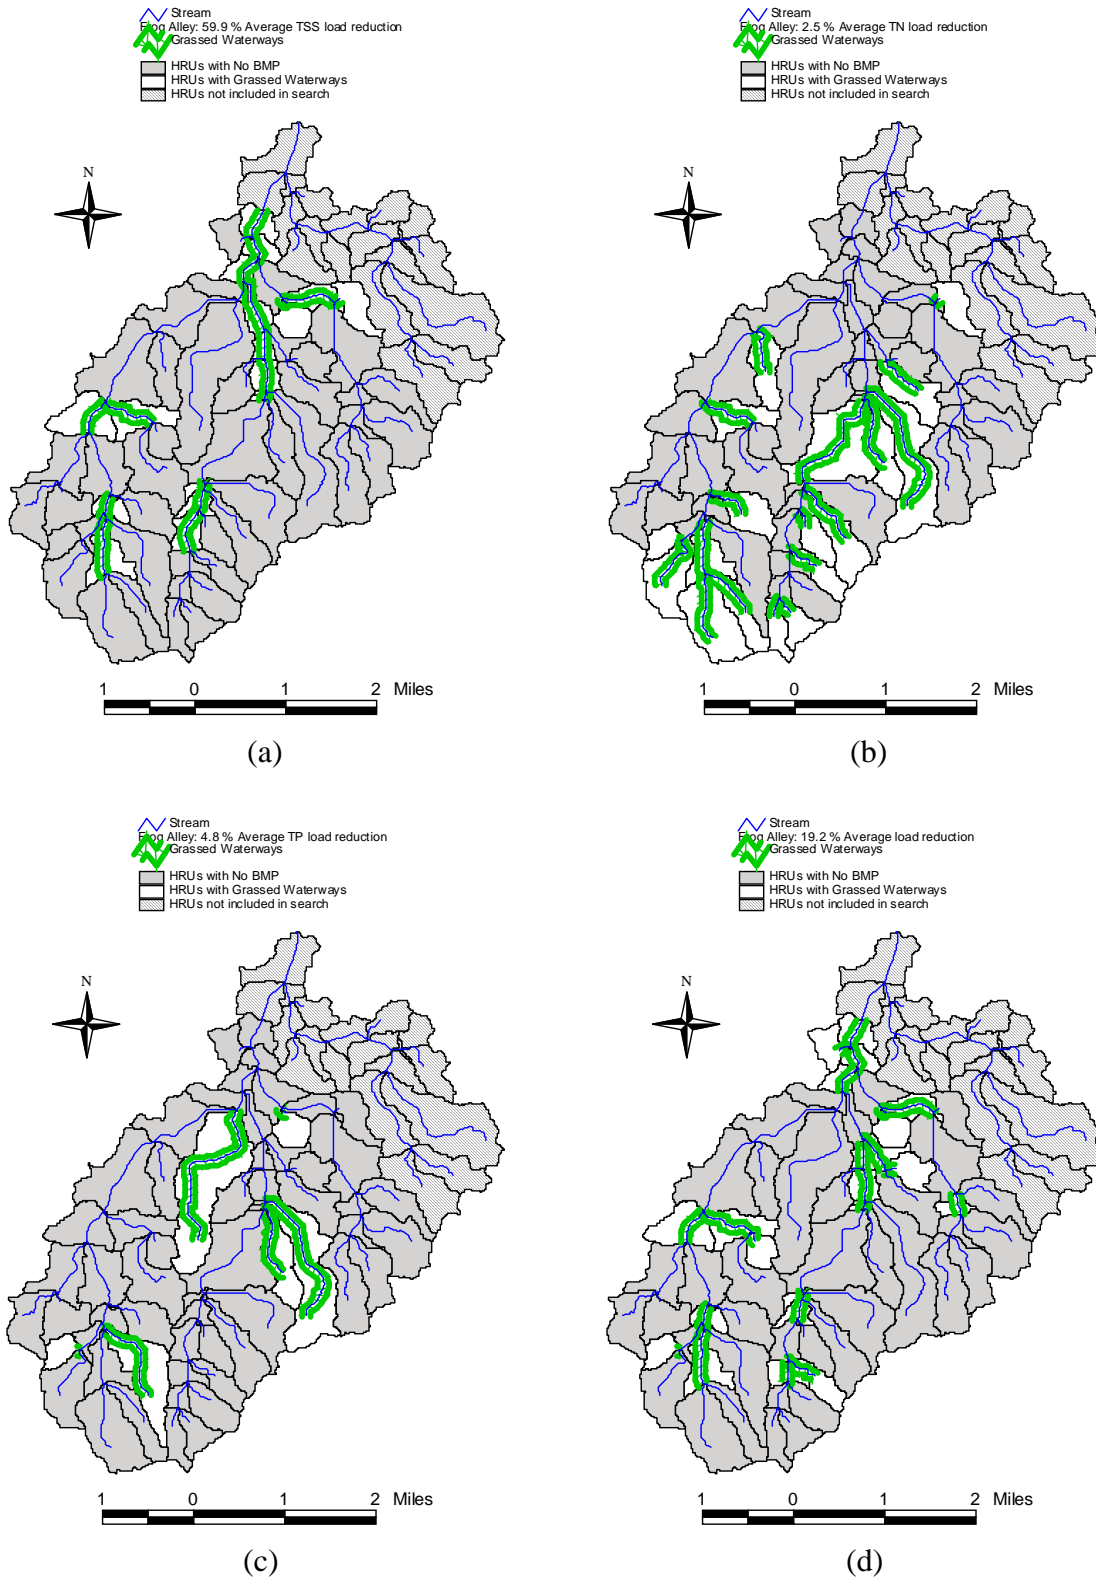 Stream
Frog Alley: 59.9 % Average TSS load reduction
Grassed Waterways
HRUs with No BMP
HRUs with Grassed Waterways
HRUs not included in search
N
1 0 1 2 Miles
(a)
Stream
Frog Alley: 2.5 % Average TN load reduction
Grassed Waterways
HRUs with No BMP
HRUs with Grassed Waterways
HRUs not included in search
N
1 0 1 2 Miles
(b)
Stream
Frog Alley: 4.8 % Average TP load reduction
Grassed Waterways
HRUs with No BMP
HRUs with Grassed Waterways
HRUs not included in search
N
1 0 1 2 Miles
(c)
Stream
Frog Alley: 19.2 % Average load reduction
Grassed Waterways
HRUs with No BMP
HRUs with Grassed Waterways
HRUs not included in search
N
1 0 1 2 Miles
(d)